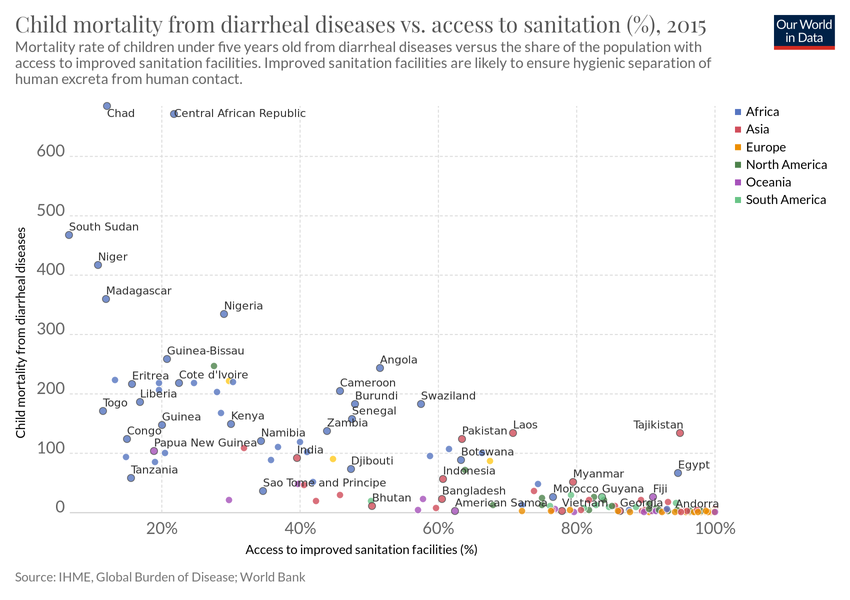 Child mortality from diarrheal diseases vs. access to sanitation (%), 2015
Our World
in Data
Mortality rate of children under five years old from diarrheal diseases versus the share of the population with
access to improved sanitation facilities. Improved sanitation facilities are likely to ensure hygienic separation of
human excreta from human contact.
Chad
Central African Republic
Africa
Asia
Europe
North America
Oceania
South America
600
500
South Sudan
Niger
400
Madagascar
Nigeria
300
Guinea-Bissau
Angola
Eritrea
Cote d'Ivoire
Cameroon
200
Liberia
Burundi
Swaziland
Togo
Senegal
Guinea
Kenya
Zambia
Congo
Namibia
Pakistan
Laos
Tajikistan
Papua New Guinea
India
Botswana
100
Tanzania
Djibouti
Indonesia
Myanmar
Egypt
Sao Tome and Principe
Bangladesh
Morocco
Guyana
Fiji
Bhutan
American Samoa
Vietnam
Georgia
Andorra
0
20%
40%
60%
80%
100%
Child mortality from diarrheal diseases
Access to improved sanitation facilities (%)
Source: IHME, Global Burden of Disease; World Bank